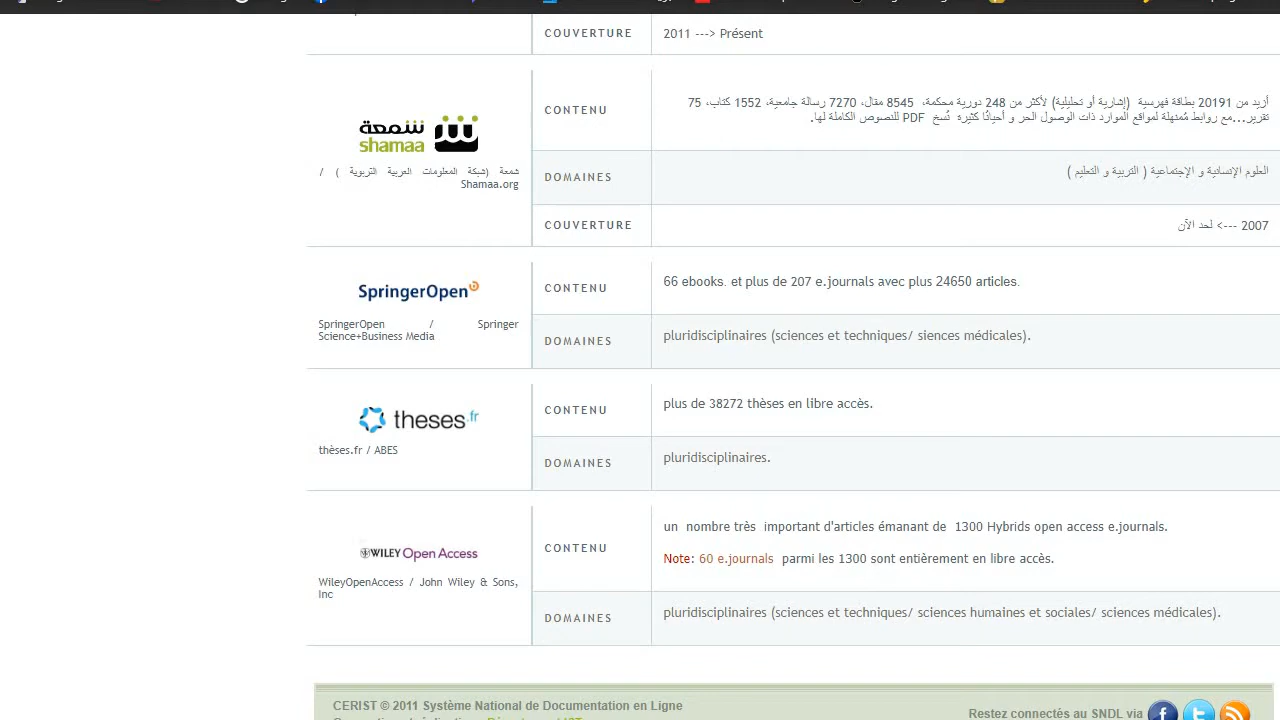 COUVERTURE
2011 ---> Présent
شمعة
shamaa
شمعة (شبكة المعلومات العربية التربوية ) /
Shamaa.org
CONTENU
أزيد من 20191 بطاقة فهرسية (إشارية أو تحليلية) لأكثر من 248 دورية محكمة، 8545 مقال، 7270 رسالة جامعية، 1552 كتاب، 75
تقرير...مع روابط مُمنهلة لمواقع الموارد ذات الوصول الحر و أحيانًا كثيرة نُسخ PDF للنصوص الكاملة لها.
DOMAINES
العلوم الإنسانية و الإجتماعية ( التربية و التعليم )
COUVERTURE
2007 ---> لحد الآن
SpringerOpen
SpringerOpen / Springer
Science+Business Media
CONTENU
66 ebooks. et plus de 207 e.journals avec plus 24650 articles.
DOMAINES
pluridisciplinaires (sciences et techniques/ siences médicales).
theses.fr
thèses.fr / ABES
CONTENU
plus de 38272 thèses en libre accès.
DOMAINES
pluridisciplinaires.
WILEY Open Access
WileyOpenAccess / John Wiley & Sons,
Inc
CONTENU
un nombre très important d'articles émanant de 1300 Hybrids open access e.journals.
Note: 60 e.journals parmi les 1300 sont entièrement en libre accès.
DOMAINES
pluridisciplinaires (sciences et techniques/ sciences humaines et sociales/ sciences médicales).
CERIST © 2011 Système National de Documentation en Ligne
Restez connectès au SNDL via